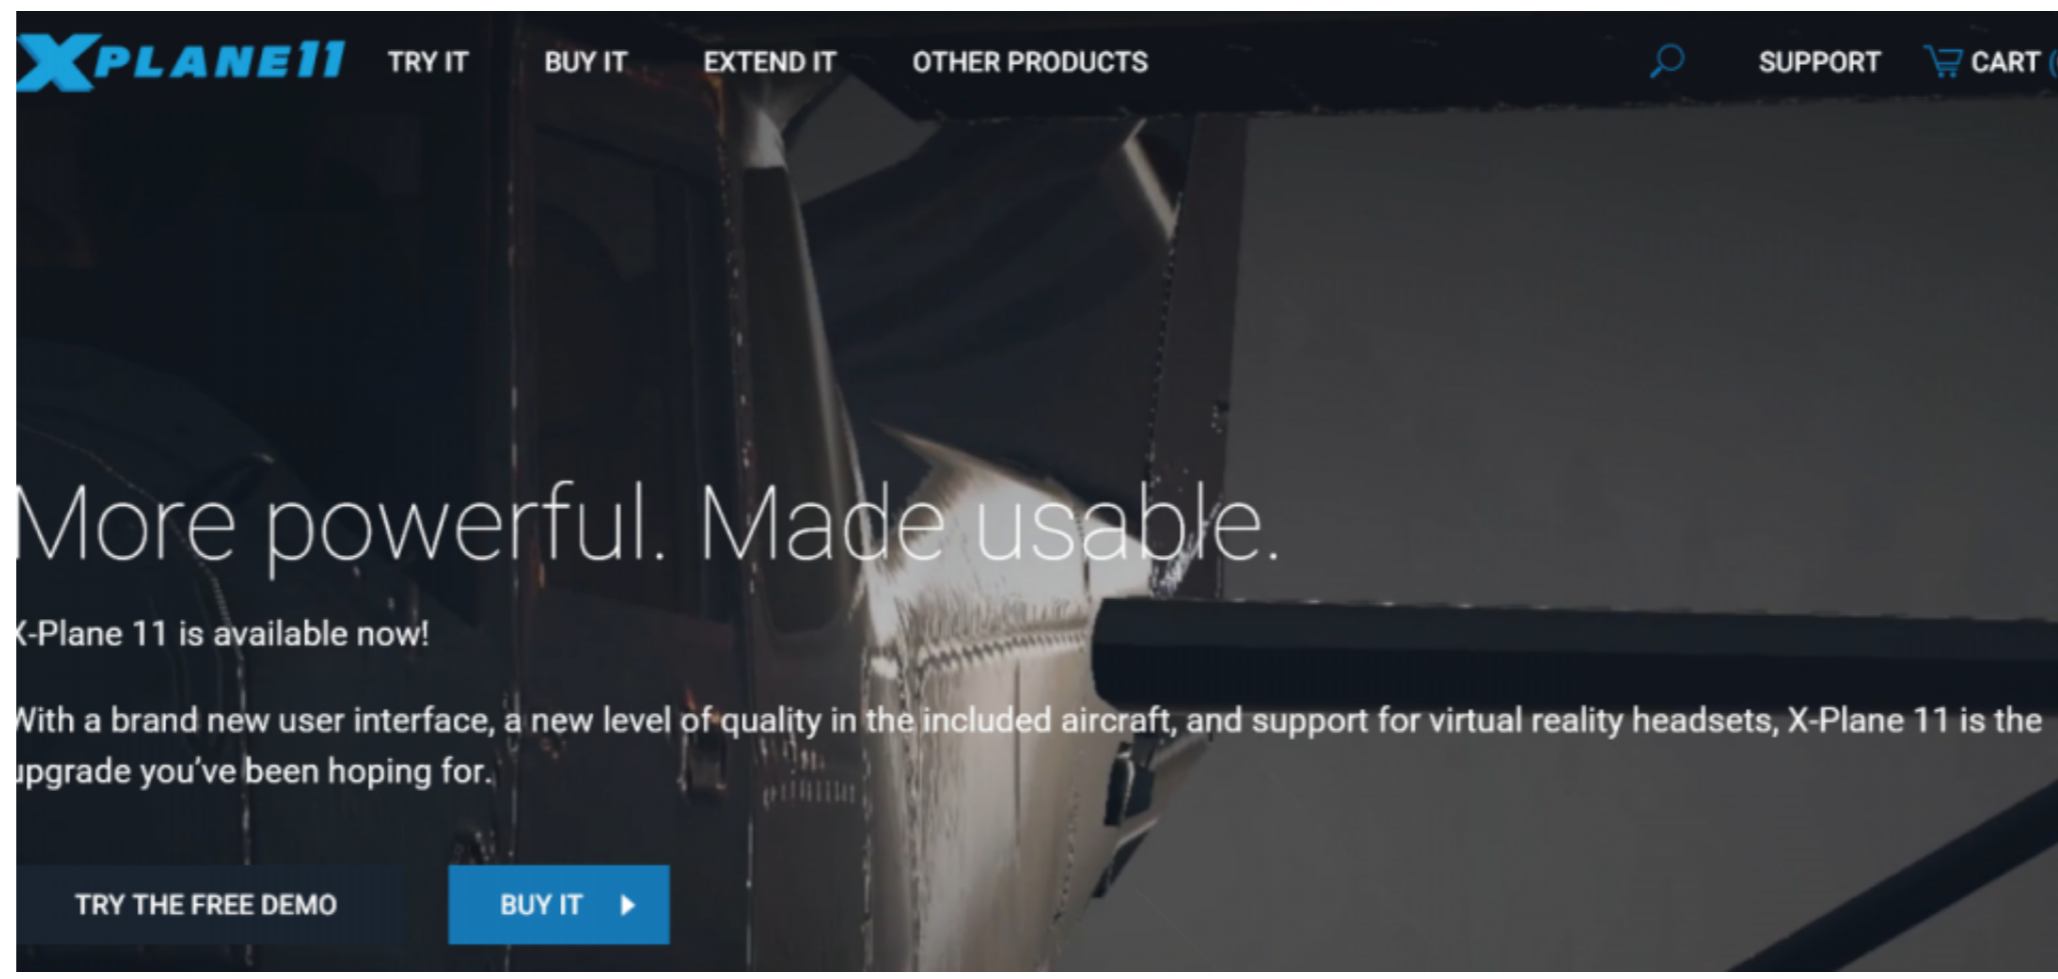 XPLANE11
TRY IT
BUY IT
EXTEND IT
OTHER PRODUCTS
SUPPORT
CART (
More powerful. Made usable.
X-Plane 11 is available now!
With a brand new user interface, a new level of quality in the included aircraft, and support for virtual reality headsets, X-Plane 11 is the
upgrade you’ve been hoping for.
TRY THE FREE DEMO
BUY IT